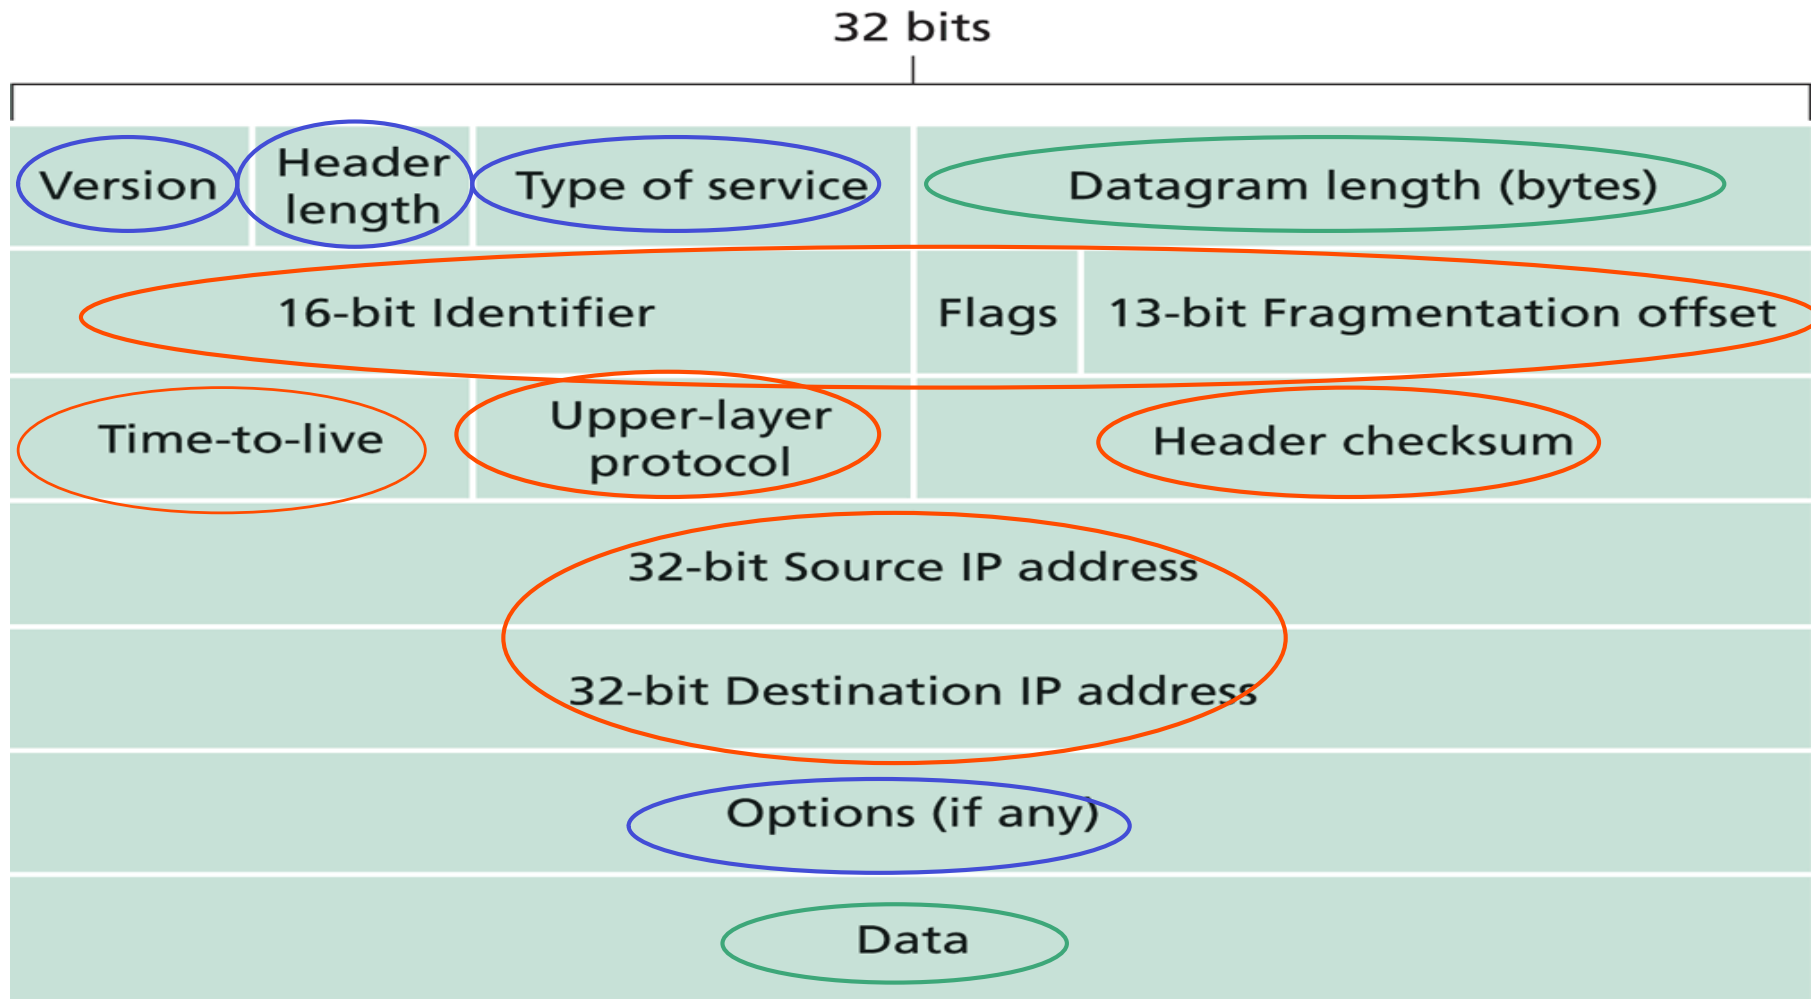 32 bits
Version
Header
length
Type of service
Datagram length (bytes)
16-bit Identifier
Flags
13-bit Fragmentation offset
Time-to-live
Upper-layer
protocol
Header checksum
32-bit Source IP address
32-bit Destination IP address
Options (if any)
Data